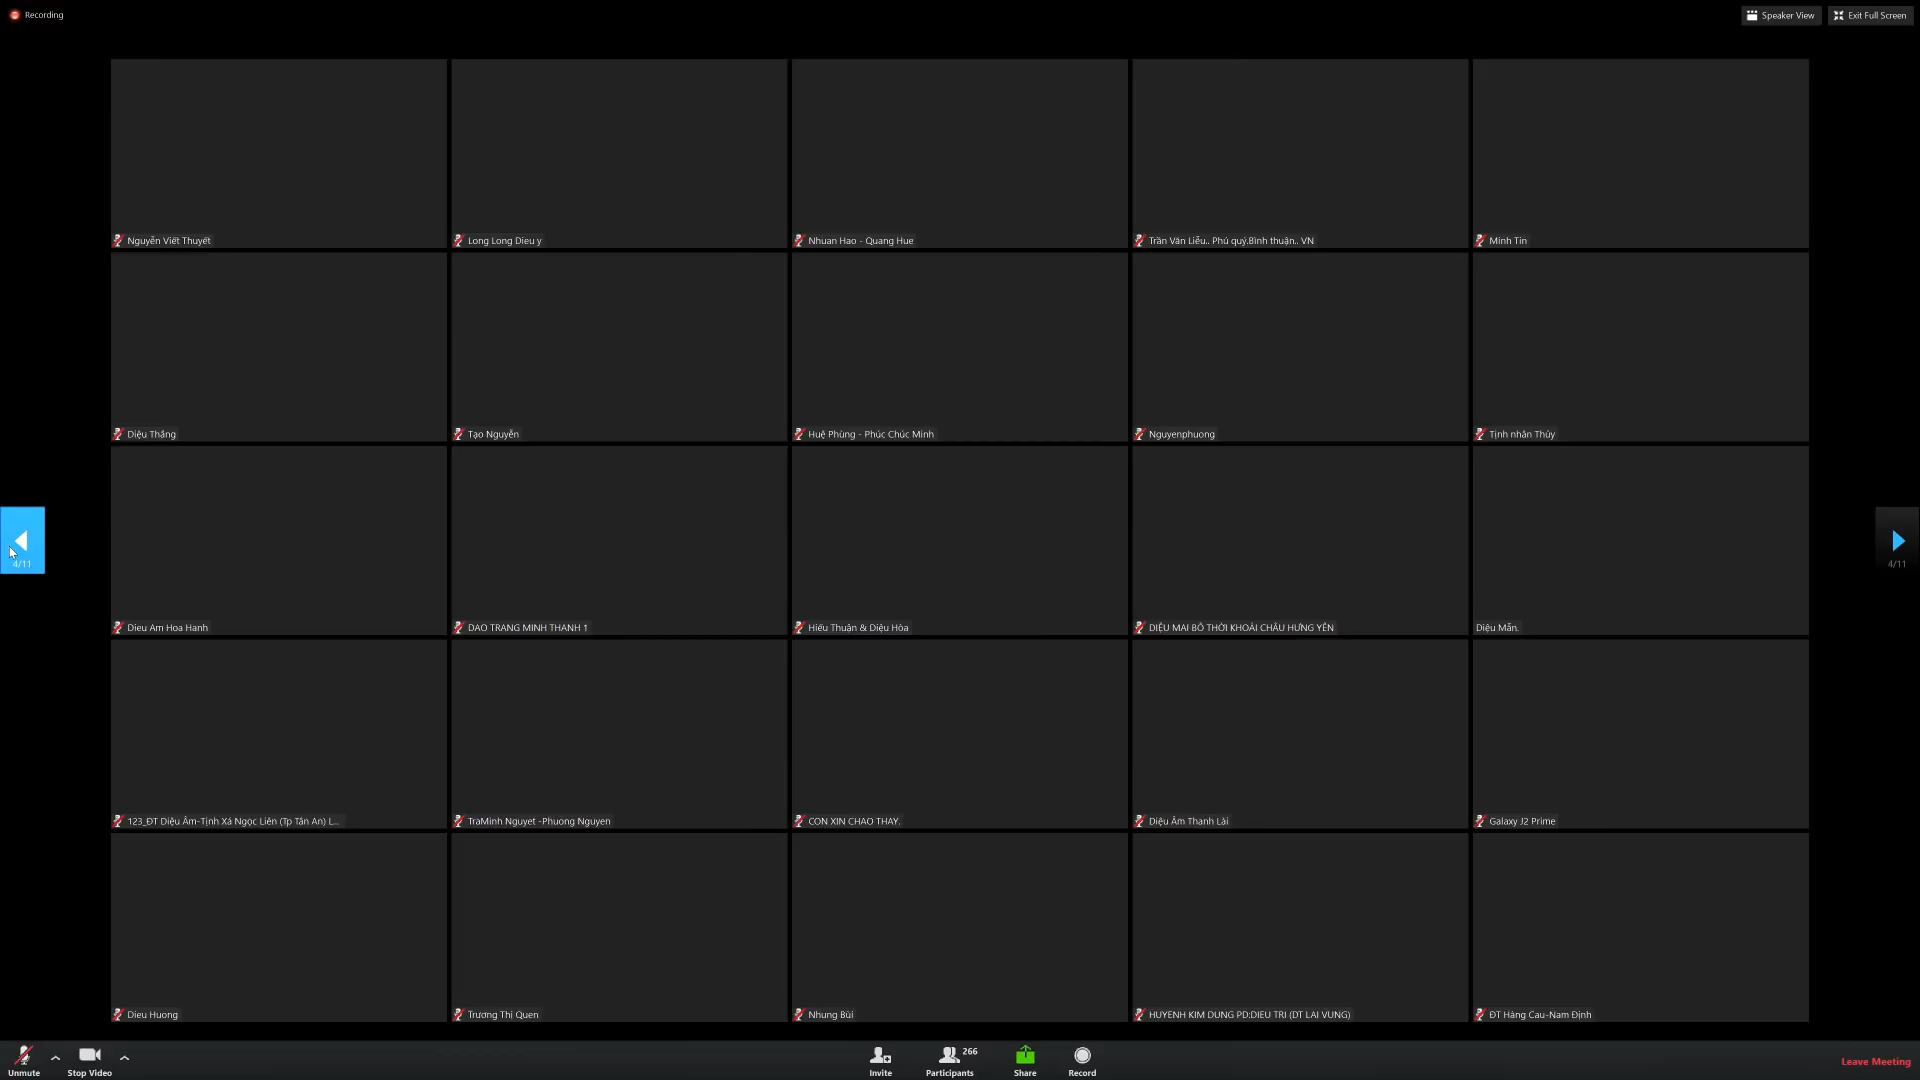 Recording
Speaker View
Exit Full Screen
Nguyễn Viết Thuyết
Long Long Dieu y
Nhuan Hao - Quang Hue
Trần Văn Liễu.. Phú quý.Bình thuận.. VN
Minh Tin
Diệu Thắng
Tạo Nguyễn
Huệ Phùng - Phúc Chúc Minh
Nguyenphuong
Tịnh nhân Thủy
4/11
4/11
Dieu Am Hoa Hanh
DAO TRANG MINH THANH 1
Hiếu Thuận & Diệu Hòa
DIỆU MAI BÔ THỜI KHOÁI CHÂU HƯNG YÊN
Diệu Mẫn.
123_ĐT Diệu Âm-Tịnh Xá Ngọc Liên (Tp Tân An) L...
TraMinh Nguyet -Phuong Nguyen
CON XIN CHAO THAY.
Diệu Âm Thanh Lài
Galaxy J2 Prime
Dieu Huong
Trương Thị Quen
Nhung Bùi
HUYENH KIM DUNG PD:DIEU TRI (DT LAI VUNG)
ĐT Hàng Cau-Nam Định
Unmute
Stop Video
Invite
266
Participants
Share
Record
Leave Meeting